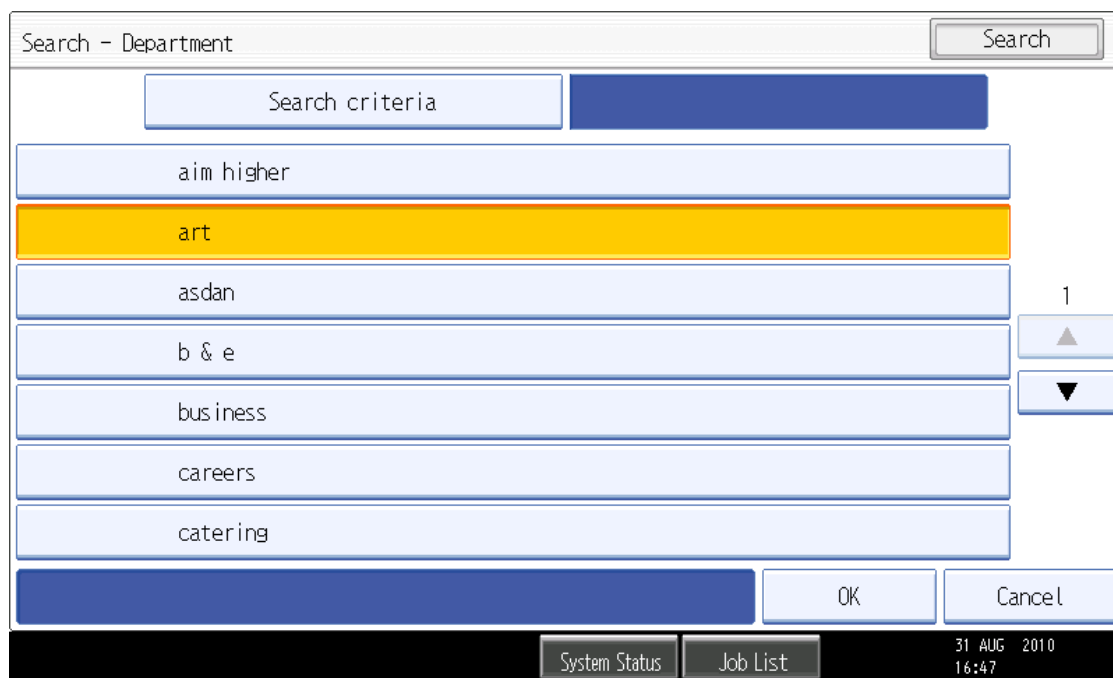 Search - Department
Search
Search criteria
aim higher
art
asdan
b & e
business
careers
catering
1
OK
Cancel
System Status
Job List
31 AUG 2010
16:47